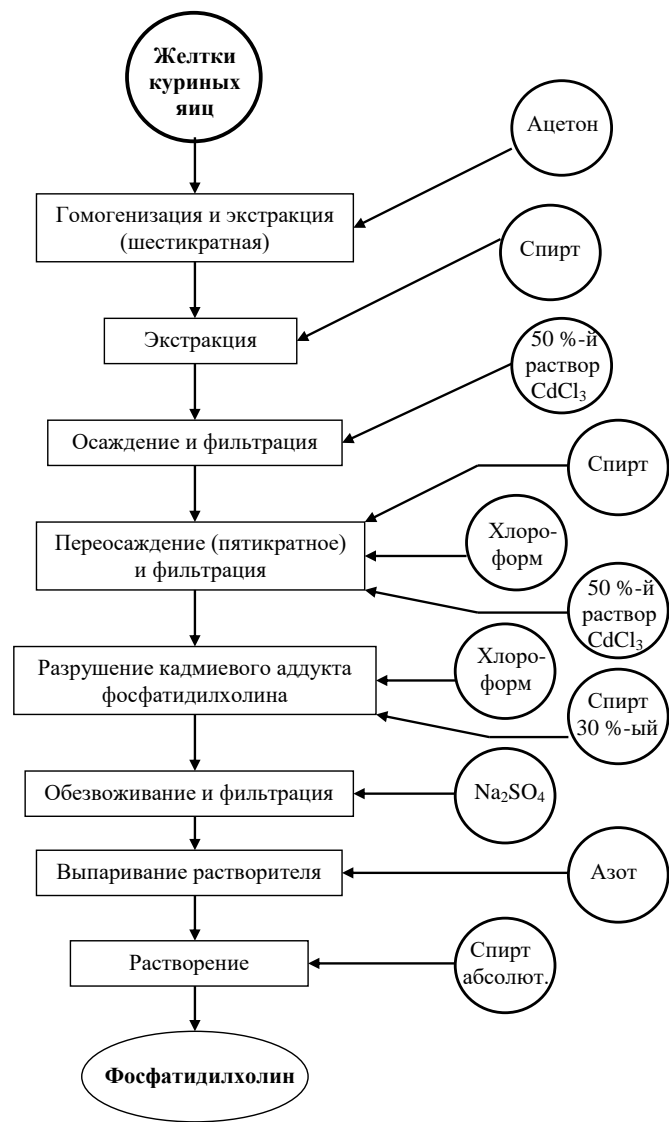 Желтки
куриных
яиц
Ацетон
Гомогенизация и экстракция
(шестикратная)
Спирт
Экстракция
50 %-й
раствор
CdCl₃
Осаждение и фильтрация
Спирт
Хлоро-
форм
Переосаждение (пятикратное)
и фильтрация
50 %-й
раствор
CdCl₃
Хлоро-
форм
Разрушение кадмиевого аддукта
фосфатидилхолина
Спирт
30 %-ый
Обезвоживание и фильтрация
Na₂SO₄
Выпаривание растворителя
Азот
Растворение
Спирт
абсолют.
Фосфатидилхолин